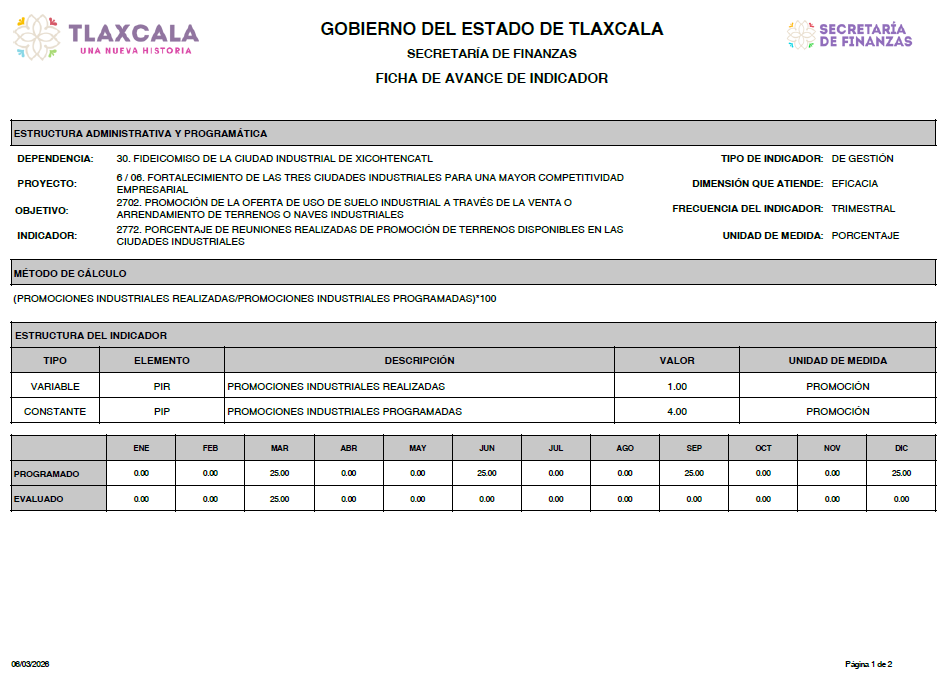 TLAXCALA
UNA NUEVA HISTORIA
GOBIERNO DEL ESTADO DE TLAXCALA
SECRETARÍA DE FINANZAS
FICHA DE AVANCE DE INDICADOR
SECRETARÍA
DE FINANZAS
ESTRUCTURA ADMINISTRATIVA Y PROGRAMÁTICA
DEPENDENCIA: 30. FIDEICOMISO DE LA CIUDAD INDUSTRIAL DE XICOHTENCATL TIPO DE INDICADOR: DE GESTIÓN
PROYECTO: 6 / 06. FORTALECIMIENTO DE LAS TRES CIUDADES INDUSTRIALES PARA UNA MAYOR COMPETITIVIDAD
EMPRESARIAL DIMENSIÓN QUE ATIENDE: EFICACIA
OBJETIVO: 2702. PROMOCIÓN DE LA OFERTA DE USO DE SUELO INDUSTRIAL A TRAVÉS DE LA VENTA O
ARRENDAMIENTO DE TERRENOS O NAVES INDUSTRIALES FRECUENCIA DEL INDICADOR: TRIMESTRAL
INDICADOR: 2772. PORCENTAJE DE REUNIONES REALIZADAS DE PROMOCIÓN DE TERRENOS DISPONIBLES EN LAS
CIUDADES INDUSTRIALES UNIDAD DE MEDIDA: PORCENTAJE
MÉTODO DE CÁLCULO
(PROMOCIONES INDUSTRIALES REALIZADAS/PROMOCIONES INDUSTRIALES PROGRAMADAS)*100
ESTRUCTURA DEL INDICADOR
TIPO ELEMENTO DESCRIPCIÓN VALOR UNIDAD DE MEDIDA
VARIABLE PIR PROMOCIONES INDUSTRIALES REALIZADAS 1.00 PROMOCIÓN
CONSTANTE PIP PROMOCIONES INDUSTRIALES PROGRAMADAS 4.00 PROMOCIÓN
ENE FEB MAR ABR MAY JUN JUL AGO SEP OCT NOV DIC
PROGRAMADO 0.00 0.00 25.00 0.00 0.00 25.00 0.00 0.00 25.00 0.00 0.00 25.00
EVALUADO 0.00 0.00 25.00 0.00 0.00 0.00 0.00 0.00 0.00 0.00 0.00 0.00
06/03/2026 Página 1 de 2